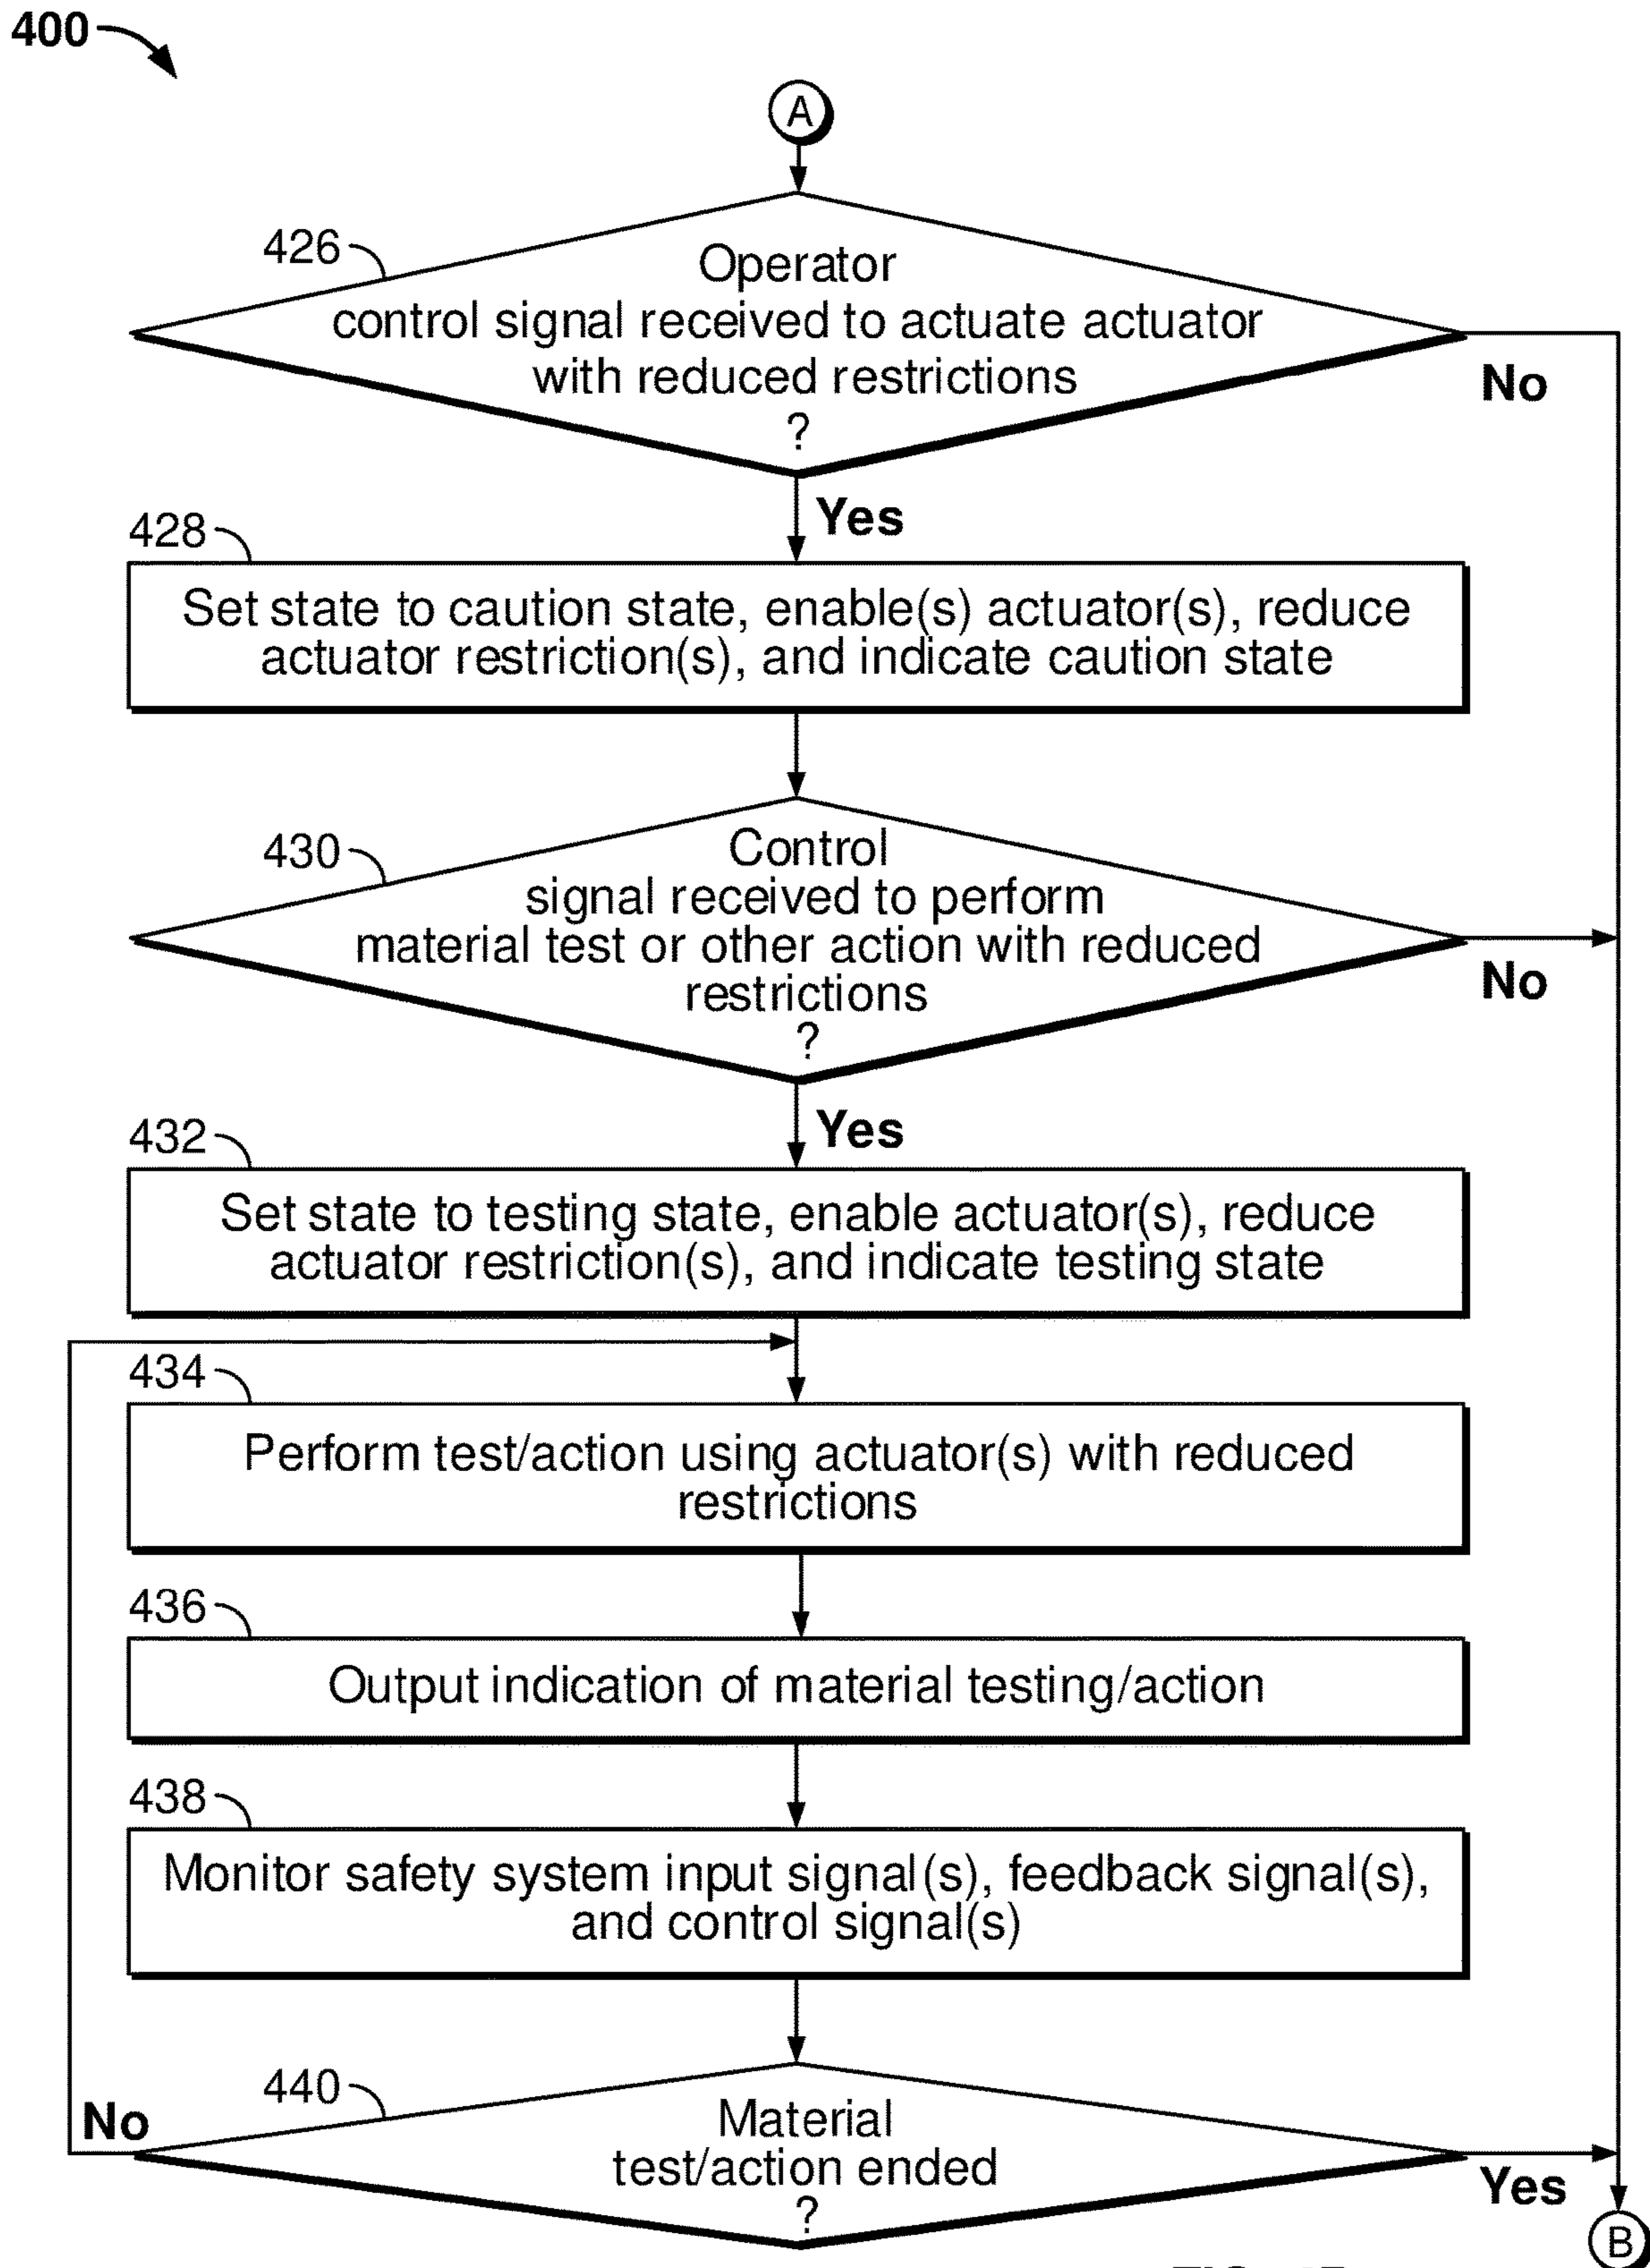 400
A
426
Operator
control signal received to actuate actuator
with reduced restrictions
?
No
Yes
428
Set state to caution state, enable(s) actuator(s), reduce
actuator restriction(s), and indicate caution state
430
Control
signal received to perform
material test or other action with reduced
restrictions
?
No
Yes
432
Set state to testing state, enable actuator(s), reduce
actuator restriction(s), and indicate testing state
434
Perform test/action using actuator(s) with reduced
restrictions
436
Output indication of material testing/action
438
Monitor safety system input signal(s), feedback signal(s),
and control signal(s)
440
No
Material
test/action ended
?
Yes
B